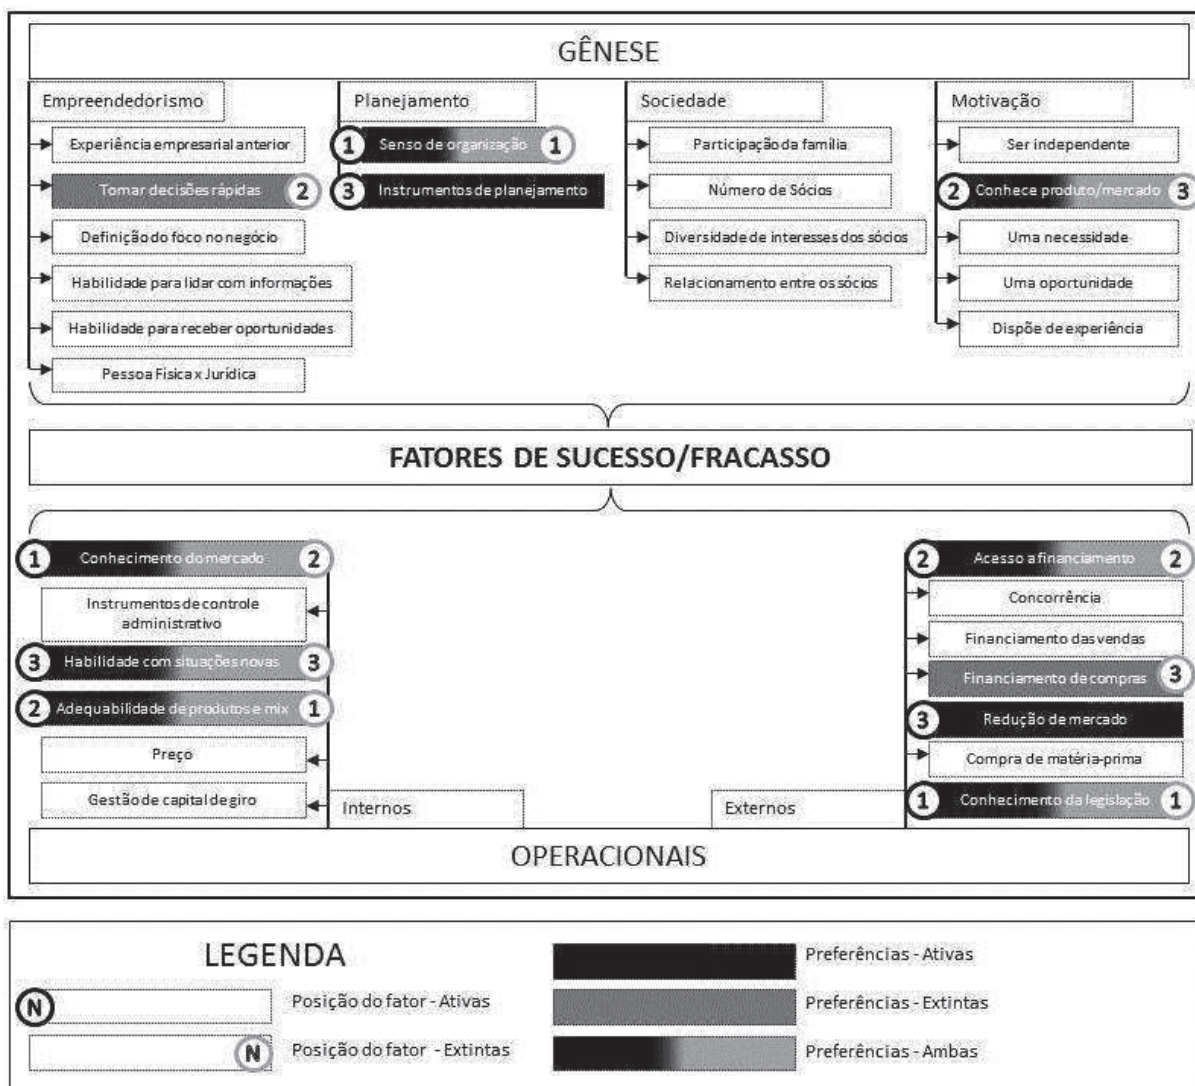 GÊNESE
Empreendedorismo
Experiência empresarial anterior
Tomar decisões rápidas 2
Definição do foco no negócio
Habilidade para lidar com informações
Habilidade para receber oportunidades
Pessoa Física x Jurídica
Planejamento
1 Senso de organização 1
3 Instrumentos de planejamento
Sociedade
Participação da família
Número de Sócios
Diversidade de interesses dos sócios
Relacionamento entre os sócios
Motivação
Ser independente
2 Conhece produto/mercado 3
Uma necessidade
Uma oportunidade
Dispõe de experiência
FATORES DE SUCESSO/FRACASSO
1 Conhecimento do mercado 2
Instrumentos de controle
administrativo
3 Habilidade com situações novas 3
2 Adequabilidade de produtos e mix 1
Preço
Gestão de capital de giro
Internos
2 Acesso a financiamento 2
Concorrência
Financiamento das vendas
Financiamento de compras 3
3 Redução de mercado
Compra de matéria-prima
1 Conhecimento da legislação 1
Externos
OPERACIONAIS
LEGENDA
N Posição do fator - Ativas
N Posição do fator - Extintas
Preferências - Ativas
Preferências - Extintas
Preferências - Ambas